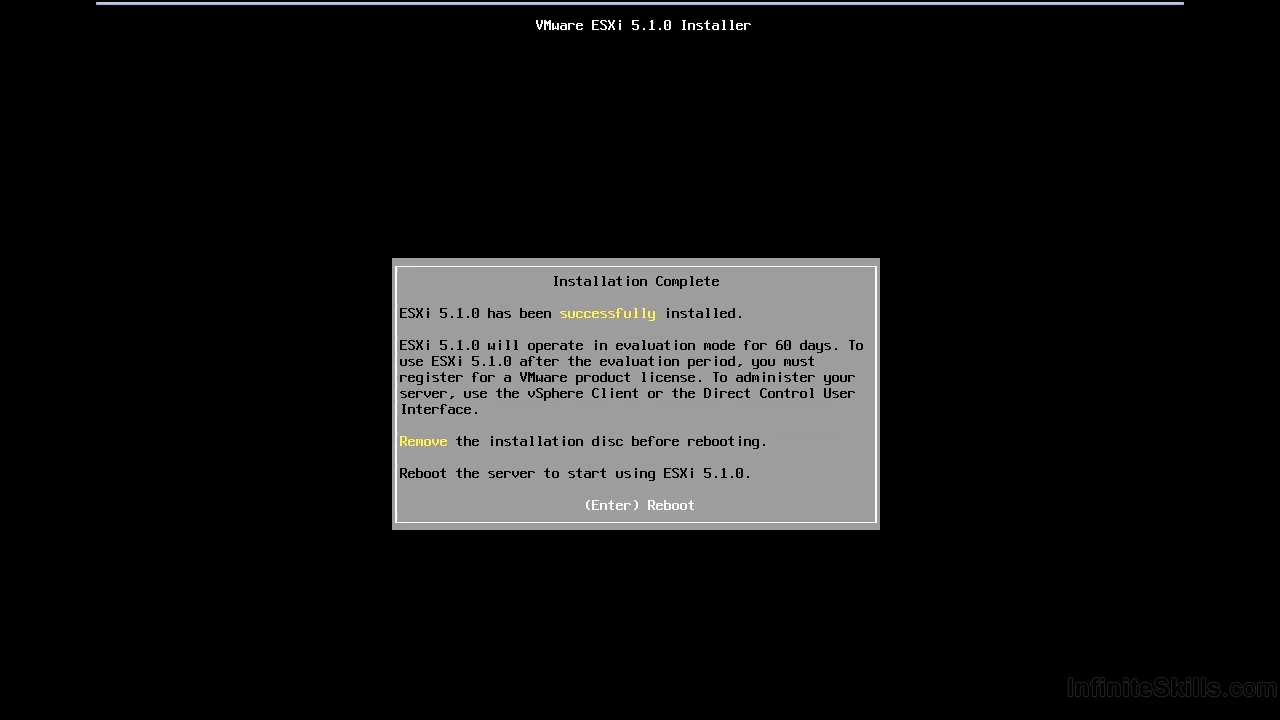 VMware ESXi 5.1.0 Installer
Installation Complete
ESXi 5.1.0 has been successfully installed.
ESXi 5.1.0 will operate in evaluation mode for 60 days. To
use ESXi 5.1.0 after the evaluation period, you must
register for a VMware product license. To administer your
server, use the vSphere Client or the Direct Control User
Interface.
Remove the installation disc before rebooting.
Reboot the server to start using ESXi 5.1.0.
(Enter) Reboot
InfiniteSkills.com